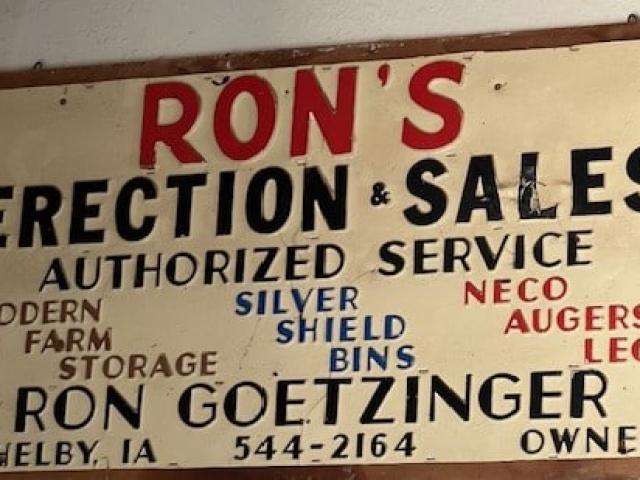 RON'S
ERECTION & SALES
AUTHORIZED SERVICE
ODERN SILVER NECO
FARM SHIELD AUGERS
STORAGE BINS LEG
RON GOETZINGER
HELBY, IA 544-2164 OWNE